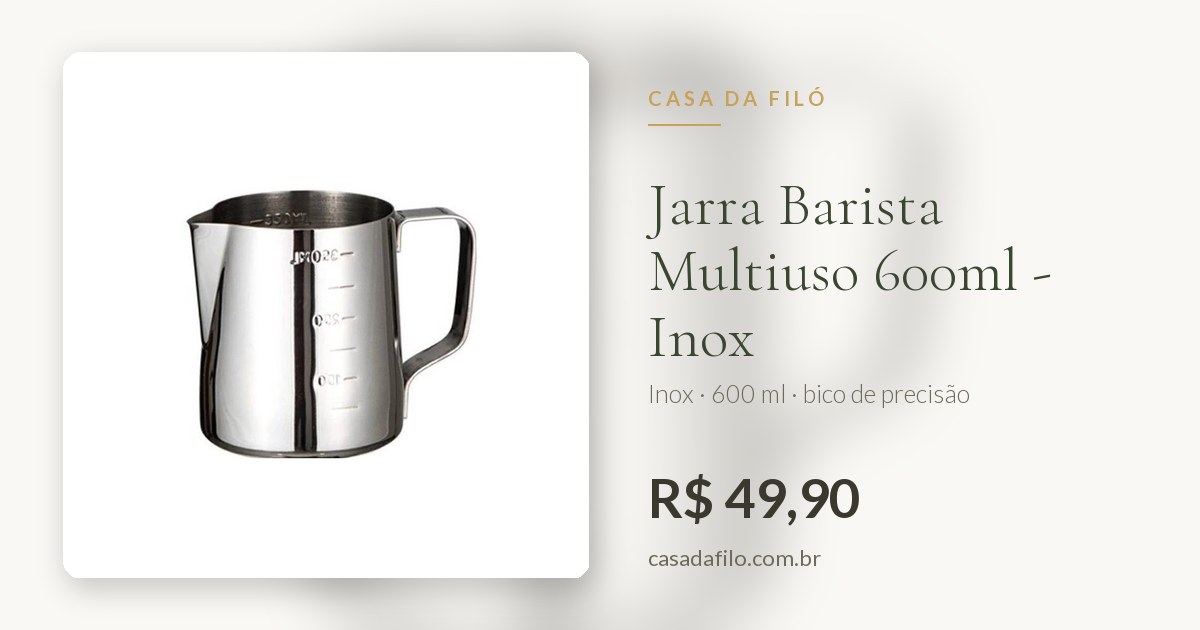 CASA DA FILÓ
Jarra Barista
Multiuso 600ml -
Inox
Inox · 600 ml · bico de precisão
R$ 49,90
casadafilo.com.br